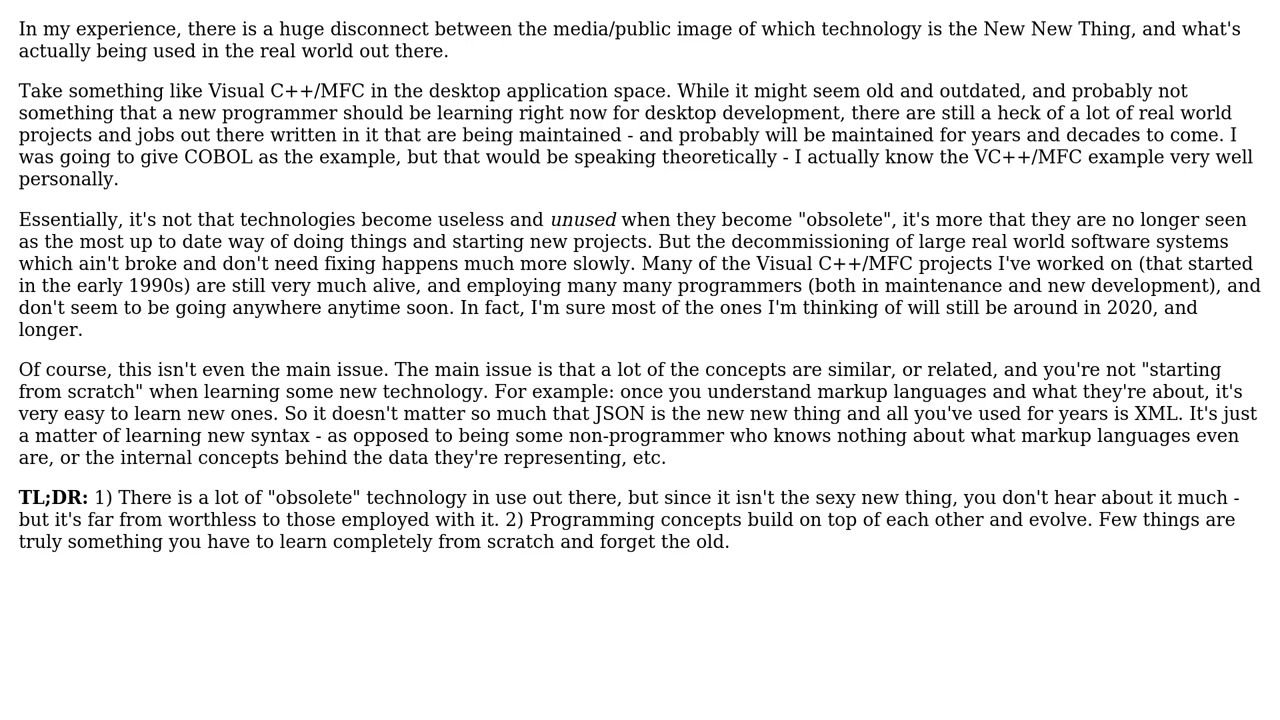 In my experience, there is a huge disconnect between the media/public image of which technology is the New New Thing, and what's
actually being used in the real world out there.
Take something like Visual C++/MFC in the desktop application space. While it might seem old and outdated, and probably not
something that a new programmer should be learning right now for desktop development, there are still a heck of a lot of real world
projects and jobs out there written in it that are being maintained - and probably will be maintained for years and decades to come. I
was going to give COBOL as the example, but that would be speaking theoretically - I actually know the VC++/MFC example very well
personally.
Essentially, it's not that technologies become useless and unused when they become "obsolete", it's more that they are no longer seen
as the most up to date way of doing things and starting new projects. But the decommissioning of large real world software systems
which ain't broke and don't need fixing happens much more slowly. Many of the Visual C++/MFC projects I've worked on (that started
in the early 1990s) are still very much alive, and employing many many programmers (both in maintenance and new development), and
don't seem to be going anywhere anytime soon. In fact, I'm sure most of the ones I'm thinking of will still be around in 2020, and
longer.
Of course, this isn't even the main issue. The main issue is that a lot of the concepts are similar, or related, and you're not "starting
from scratch" when learning some new technology. For example: once you understand markup languages and what they're about, it's
very easy to learn new ones. So it doesn't matter so much that JSON is the new new thing and all you've used for years is XML. It's just
a matter of learning new syntax - as opposed to being some non-programmer who knows nothing about what markup languages even
are, or the internal concepts behind the data they're representing, etc.
TL;DR: 1) There is a lot of "obsolete" technology in use out there, but since it isn't the sexy new thing, you don't hear about it much -
but it's far from worthless to those employed with it. 2) Programming concepts build on top of each other and evolve. Few things are
truly something you have to learn completely from scratch and forget the old.